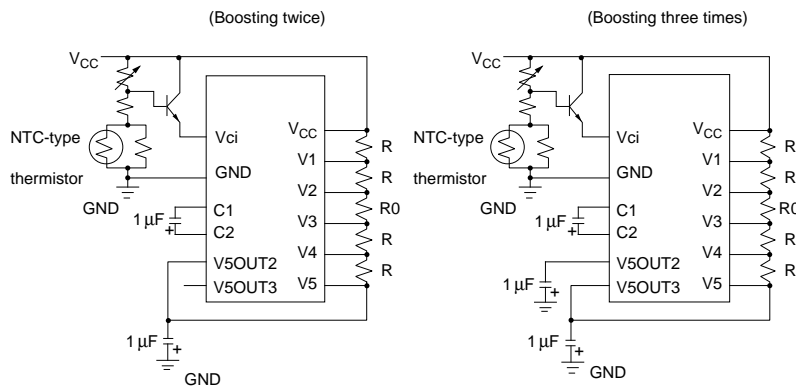 (Boosting twice)
VCC
NTC-type
thermistor
GND
1 µF
+
Vci
GND
C1
C2
V5OUT2
V5OUT3
VCC
V1
V2
V3
V4
V5
R
R
R0
R
R
1 µF
+
GND
(Boosting three times)
VCC
NTC-type
thermistor
GND
1 µF
+
Vci
GND
C1
C2
V5OUT2
V5OUT3
VCC
V1
V2
V3
V4
V5
R
R
R0
R
R
1 µF
+
1 µF
+
GND